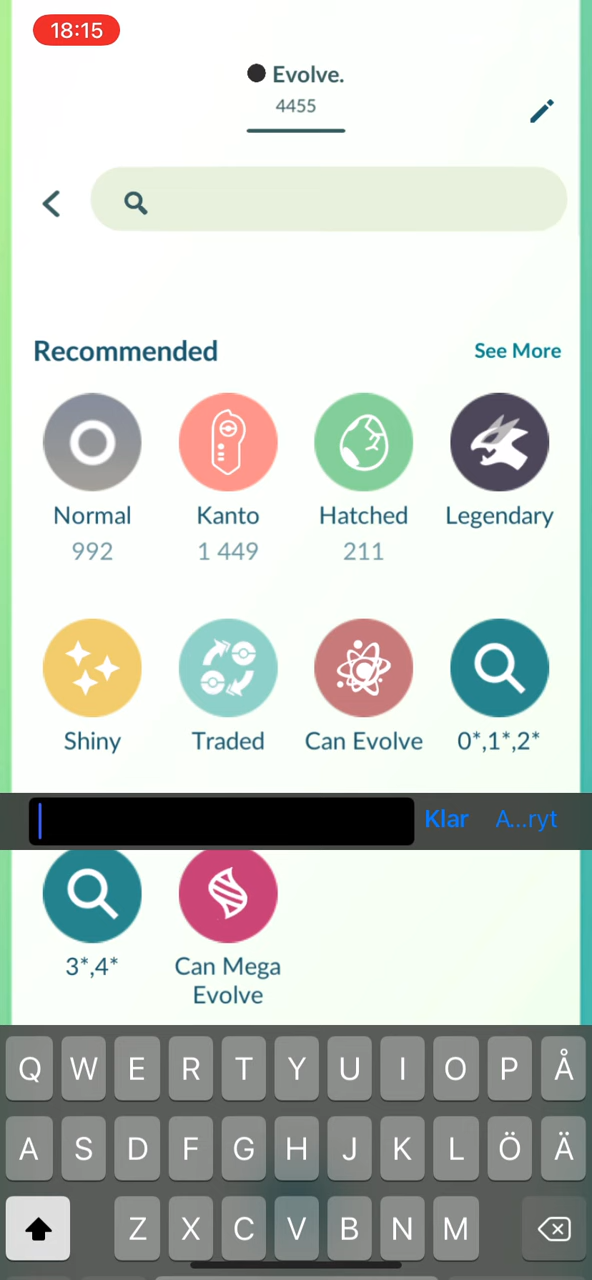 18:15
Evolve.
4455
Recommended
See More
Normal Kanto Hatched Legendary
992 1 449 211
Shiny Traded Can Evolve 0*,1*,2*
Klar A...ryt
3*,4* Can Mega
Evolve
Q W E R T Y U I O P Å
A S D F G H J K L Ö Ä
Z X C V B N M